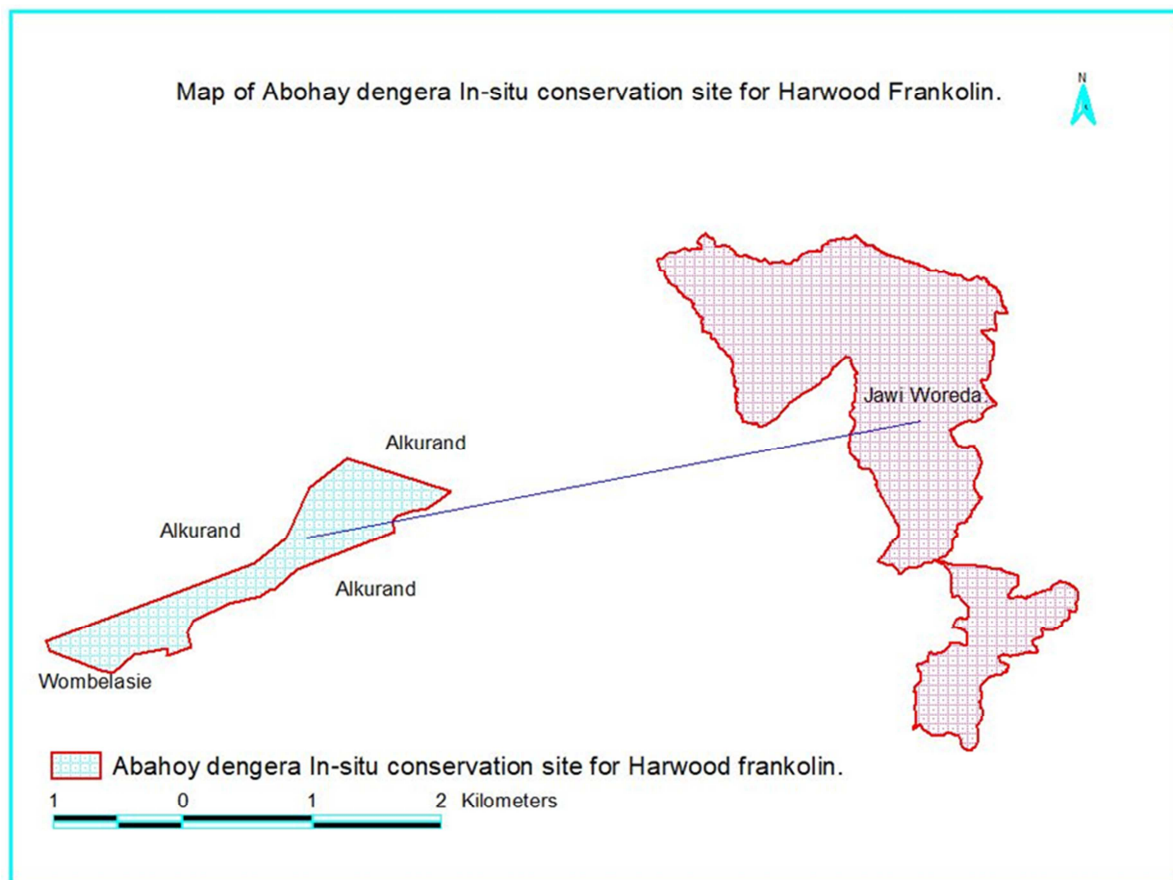 Map of Abohay dengera In-situ conservation site for Harwood Frankolin.
N
Jawi Woreda.
Alkurand
Alkurand
Alkurand
Wombelasie
Abahoy dengera In-situ conservation site for Harwood frankolin.
1 0 1 2 Kilometers